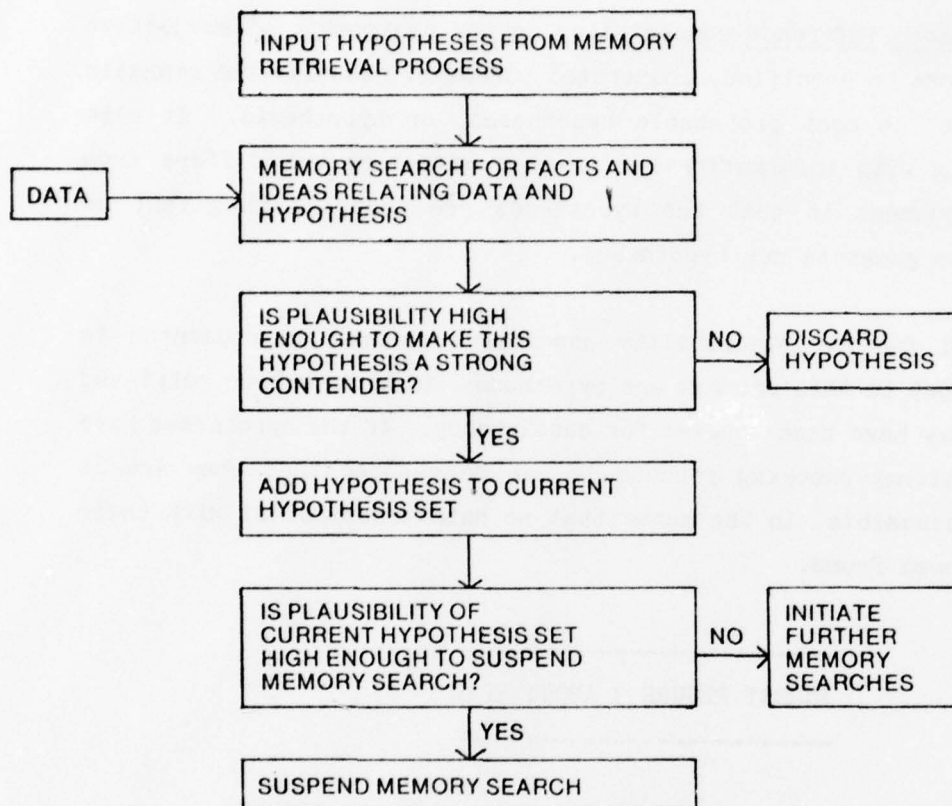 INPUT HYPOTHESES FROM MEMORY
RETRIEVAL PROCESS
DATA
MEMORY SEARCH FOR FACTS AND
IDEAS RELATING DATA AND
HYPOTHESIS
IS PLAUSIBILITY HIGH
ENOUGH TO MAKE THIS
HYPOTHESIS A STRONG
CONTENDER?
NO
DISCARD
HYPOTHESIS
YES
ADD HYPOTHESIS TO CURRENT
HYPOTHESIS SET
IS PLAUSIBILITY OF
CURRENT HYPOTHESIS SET
HIGH ENOUGH TO SUSPEND
MEMORY SEARCH?
NO
INITIATE
FURTHER
MEMORY
SEARCHES
YES
SUSPEND MEMORY SEARCH